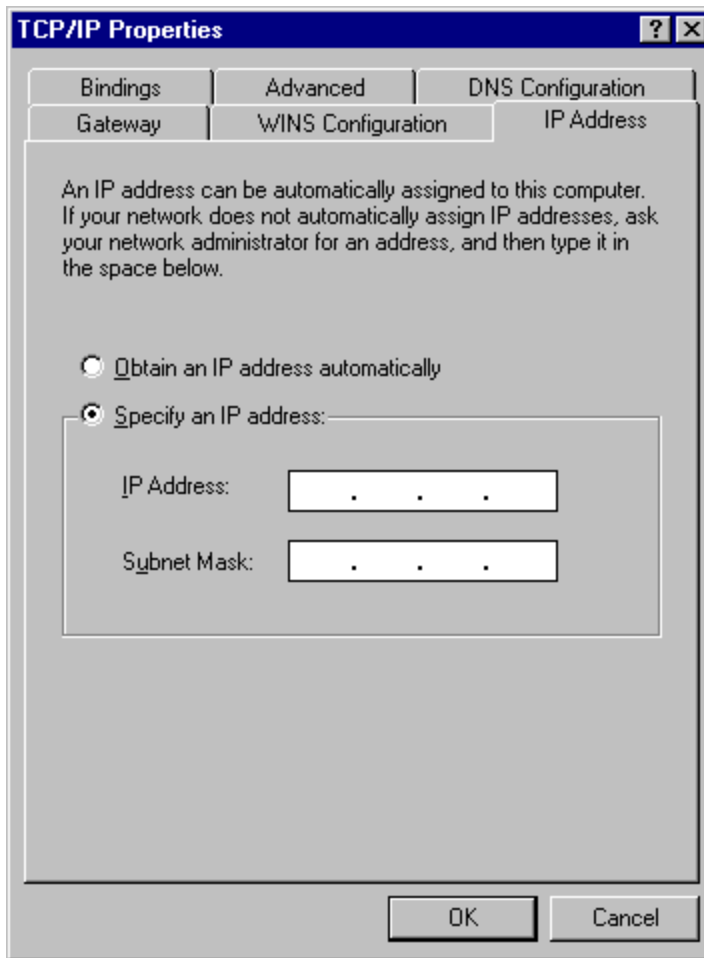 TCP/IP Properties
Bindings Advanced DNS Configuration
Gateway WINS Configuration IP Address
An IP address can be automatically assigned to this computer.
If your network does not automatically assign IP addresses, ask
your network administrator for an address, and then type it in
the space below.
Obtain an IP address automatically
Specify an IP address:
IP Address: . . .
Subnet Mask: . . .
OK Cancel